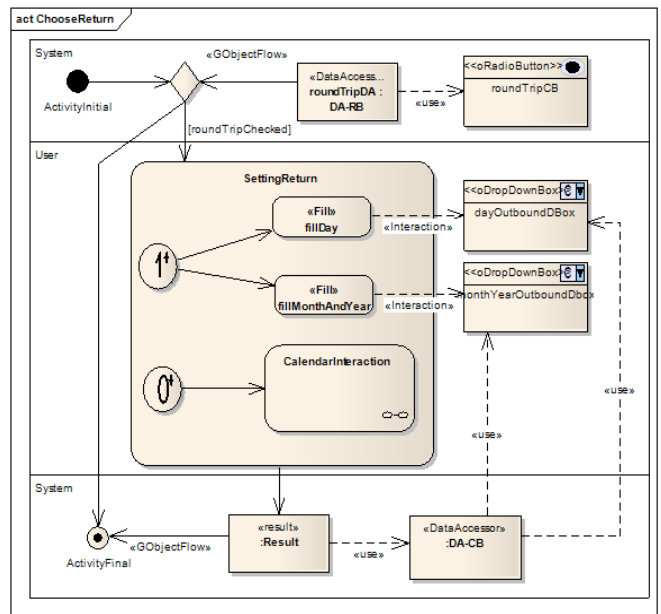 act ChooseReturn
System
ActivityInitial
«GObjectFlow»
«DataAcces...
roundTripDA :
DA-RB
«use»
<<oRadioButton>>
roundTripCB
[roundTripChecked]
User
SettingReturn
«Fill»
fillDay
«Interaction»
<<oDropDownBox>
dayOutboundDBox
«Fill»
fillMonthAndYear
«Interaction»
<<oDropDownBox>
monthYearOutboundDbox
CalendarInteraction
«use»
«use»
System
ActivityFinal
«GObjectFlow»
«result»
:Result
«use»
«DataAccessor»
:DA-CB